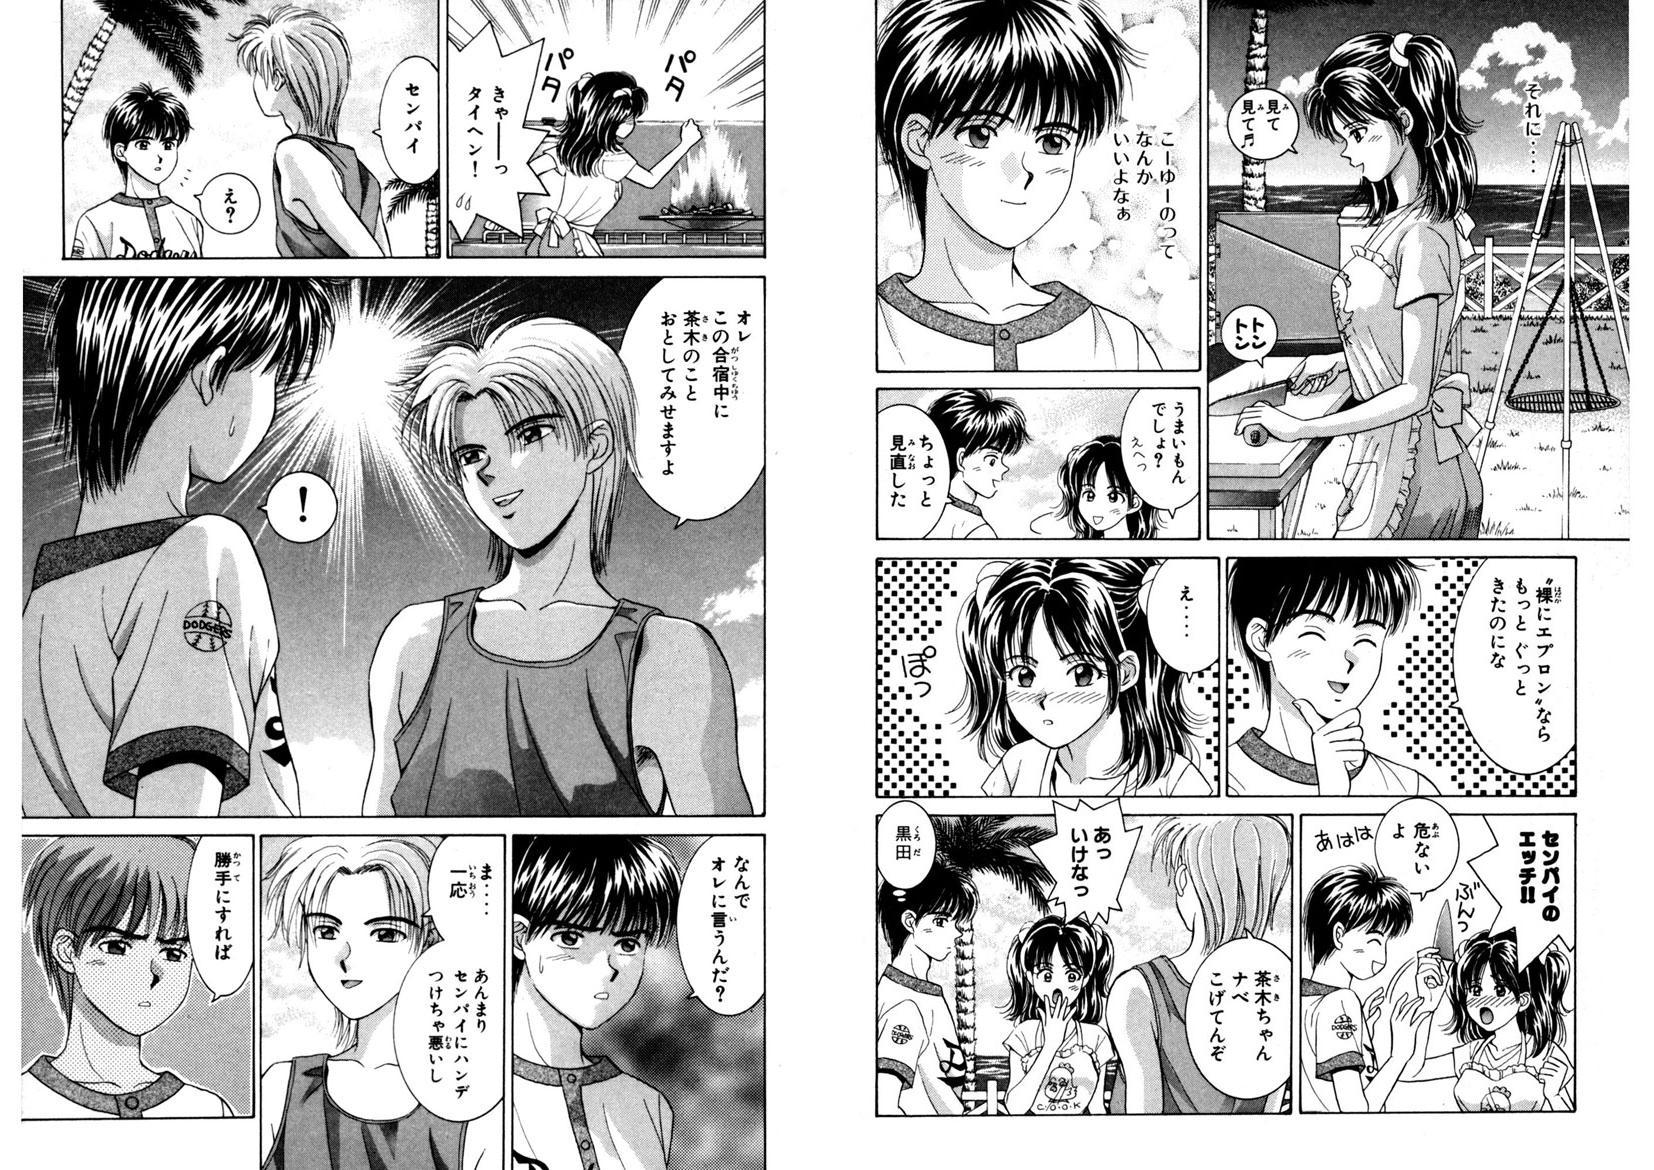 それに‥‥
見て
見て♬
トン
トン
こーゆーのって
なんか
いいよなぁ
うまいもん
でしょ？
えへっ
ちょっと
見直した
〝裸にエプロン〟なら
もっと ぐっと
きたのにな
え‥‥
ぽっ
センパイの
エッチ!!
ぶんっ
危ない
よ
あはは
DODGERS
茶木ちゃん
ナベ
こげてんぞ
あっ
いけなっ
C・O・O・K
黒田
パタ
パタ
きゃーっ
タイヘン！
センパイ
え？
Dodgers
オレ
この合宿中に
茶木のこと
おとしてみせますよ
！
DODGERS
なんで
オレに言うんだ？
ま‥‥
一応
あんまり
センパイにハンデ
つけちゃ悪いし
勝手にすれば